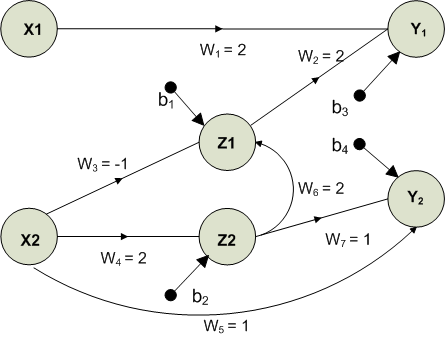 X1
Y₁
W₁ = 2
W₂ = 2
b₁
b₃
Z1
b₄
W₃ = -1
W₆ = 2
Y₂
X2
Z2
W₄ = 2
W₇ = 1
b₂
W₅ = 1